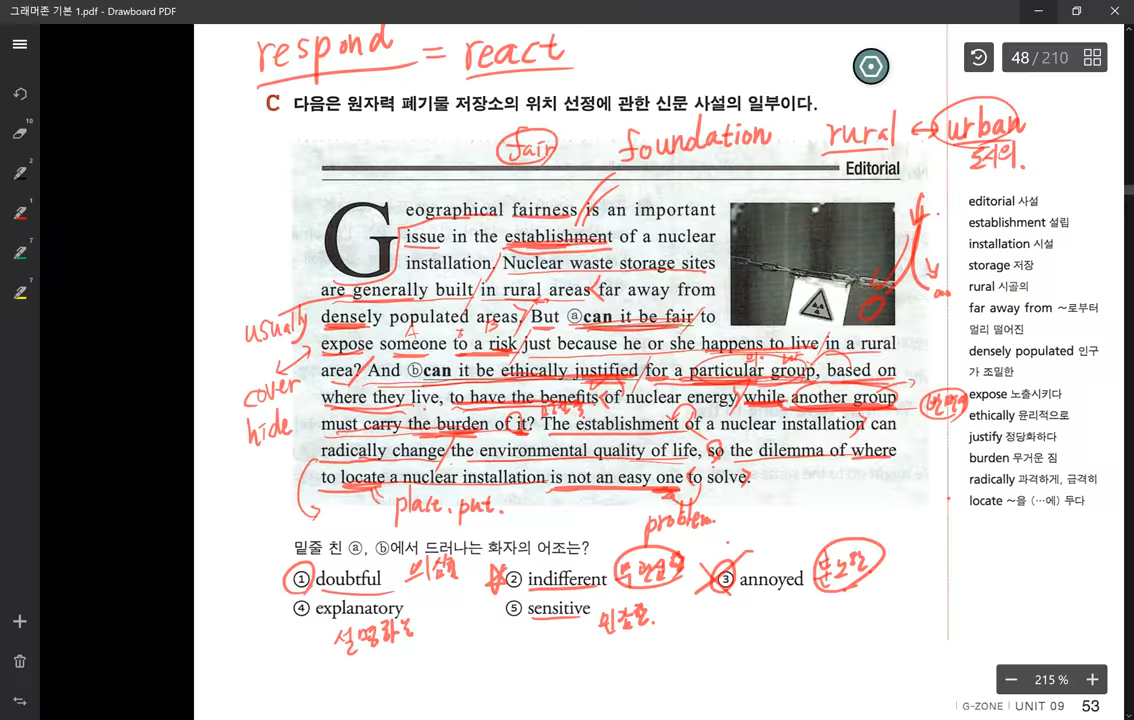 그래머존 기본 1.pdf - Drawboard PDF
respond = react
48/210
C 다음은 원자력 폐기물 저장소의 위치 선정에 관한 신문 사설의 일부이다.
fair foundation rural ↔ urban
도시의.
Editorial
Geographical fairness is an important
issue in the establishment of a nuclear
installation. Nuclear waste storage sites
are generally built in rural areas far away from
densely populated areas. But ⓐcan it be fair to
expose someone to a risk just because he or she happens to live in a rural
area? And ⓑcan it be ethically justified for a particular group, based on
where they live, to have the benefits of nuclear energy while another group
must carry the burden of it? The establishment of a nuclear installation can
radically change the environmental quality of life, so the dilemma of where
to locate a nuclear installation is not an easy one to solve.
usually
A to B
cover
hide
place. put.
problem.
editorial 사설
establishment 설립
installation 시설
storage 저장
rural 시골의
far away from ~로부터
멀리 떨어진
densely populated 인구
가 조밀한
expose 노출시키다
ethically 윤리적으로
justify 정당화하다
burden 무거운 짐
radically 과격하게, 급격히
locate ~을 (…에) 두다
밑줄 친 ⓐ, ⓑ에서 드러나는 화자의 어조는?
① doubtful ② indifferent 무관심한 ③ annoyed 분노한
④ explanatory ⑤ sensitive 민감한.
설명하는
215 %
G-ZONE | UNIT 09 53
10
2
1
7
7